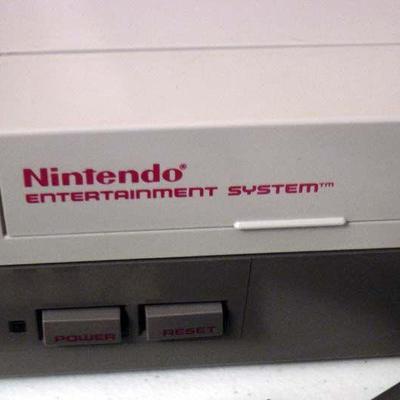 Nintendo®
ENTERTAINMENT SYSTEM™
POWER RESET